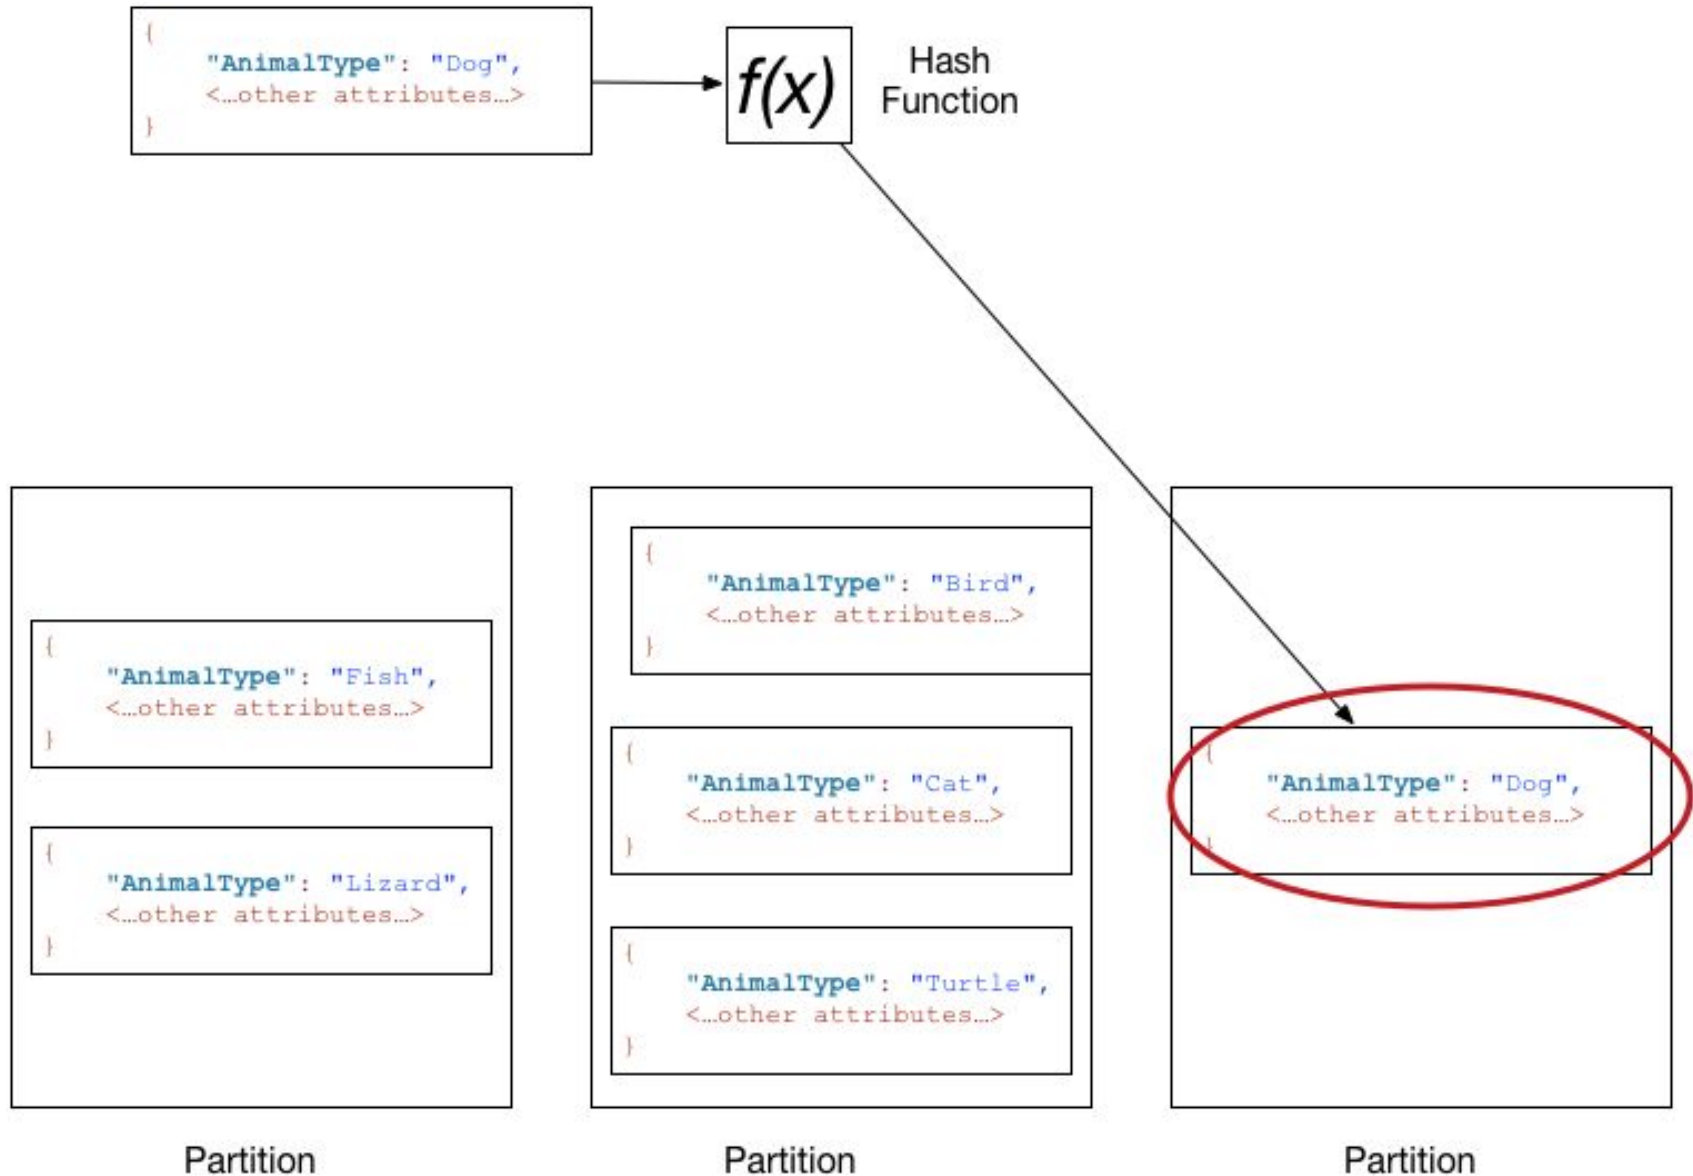 {
"AnimalType": "Dog",
<…other attributes…>
}
f(x)
Hash
Function
{
"AnimalType": "Fish",
<…other attributes…>
}
{
"AnimalType": "Lizard",
<…other attributes…>
}
Partition
{
"AnimalType": "Bird",
<…other attributes…>
}
{
"AnimalType": "Cat",
<…other attributes…>
}
{
"AnimalType": "Turtle",
<…other attributes…>
}
Partition
{
"AnimalType": "Dog",
<…other attributes…>
}
Partition